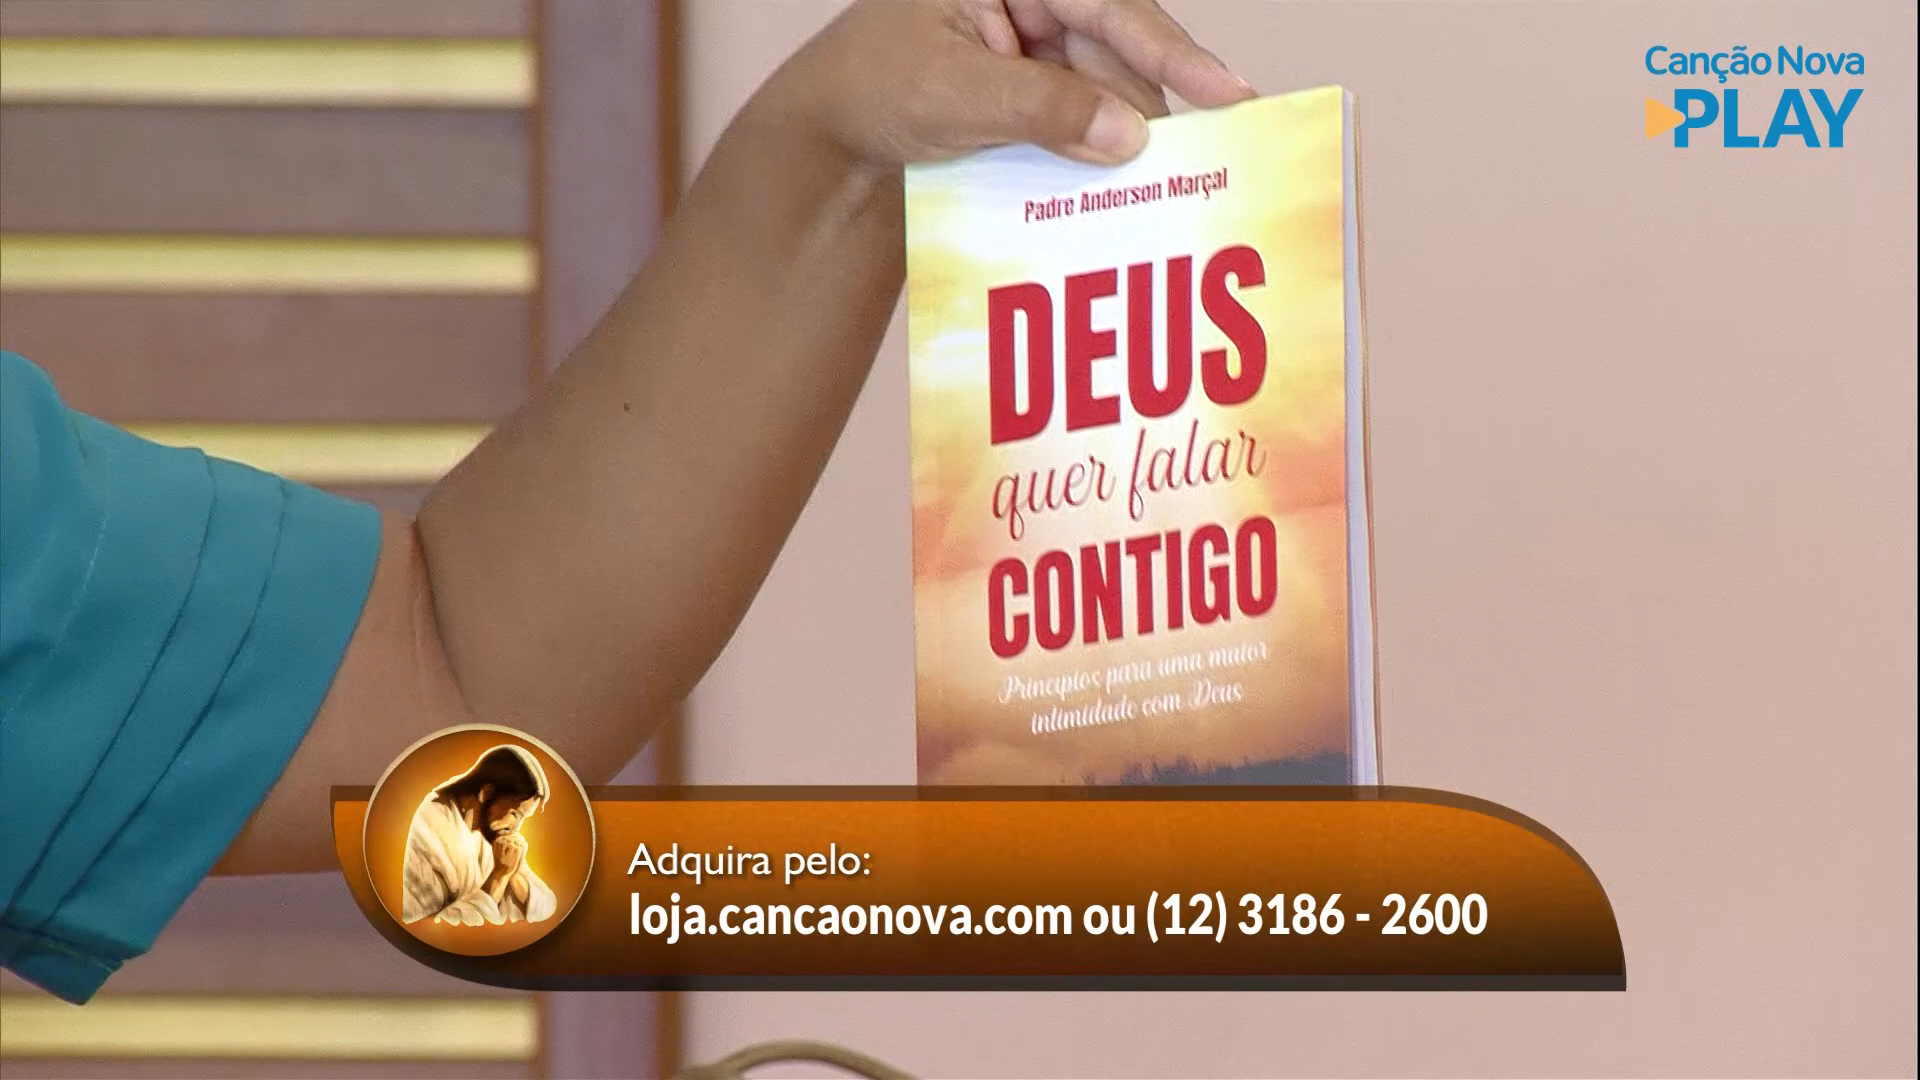 Canção Nova
PLAY
Padre Anderson Marçal
DEUS
quer falar
CONTIGO
Princípios para uma maior
intimidade com Deus
Adquira pelo:
loja.cancaonova.com ou (12) 3186 - 2600